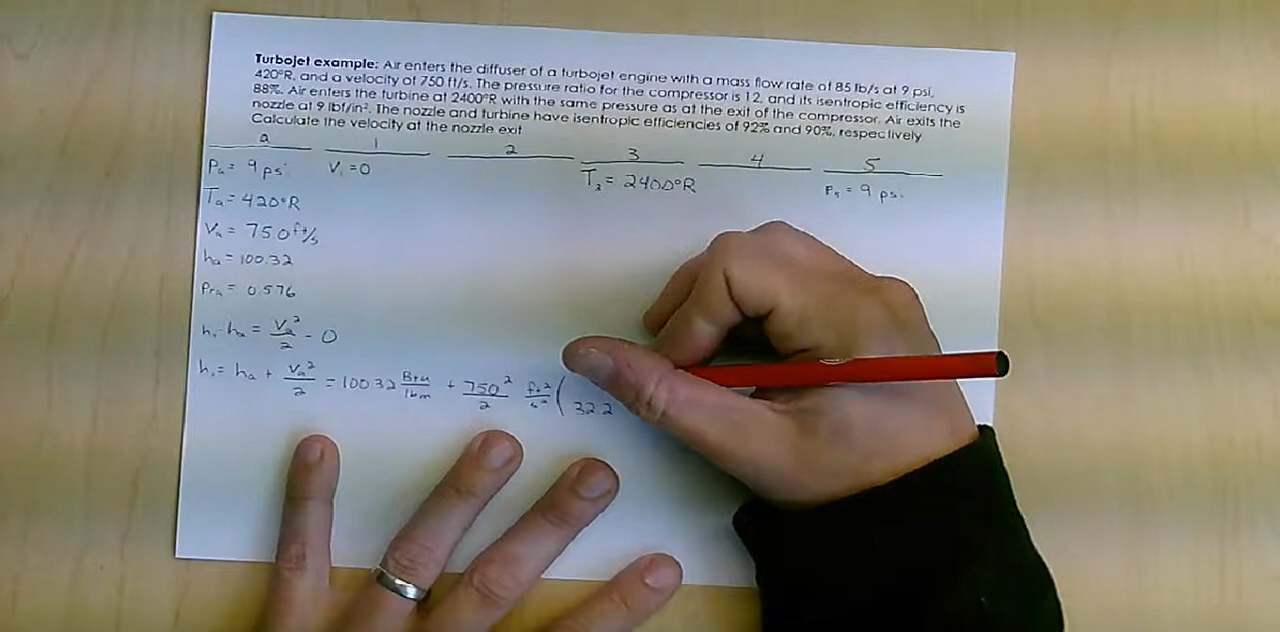 Turbojet example: Air enters the diffuser of a turbojet engine with a mass flow rate of 85 lb/s at 9 psi,
420°R, and a velocity of 750 ft/s. The pressure ratio for the compressor is 12, and its isentropic efficiency is
88%. Air enters the turbine at 2400°R with the same pressure as at the exit of the compressor. Air exits the
nozzle at 9 lbf/in². The nozzle and turbine have isentropic efficiencies of 92% and 90%, respectively
Calculate the velocity at the nozzle exit
a 1 2 3 4 5
Pa = 9 psi V₁ = 0 T₃ = 2400°R P₅ = 9 psi
Ta = 420°R
Va = 750 ft/s
ha = 100.32
Pra = 0.576
h₁-ha = Va²/2 - 0
h₁ = ha + Va²/2 = 100.32 Btu/lbm + 750²/2 ft²/s² ( 32.2